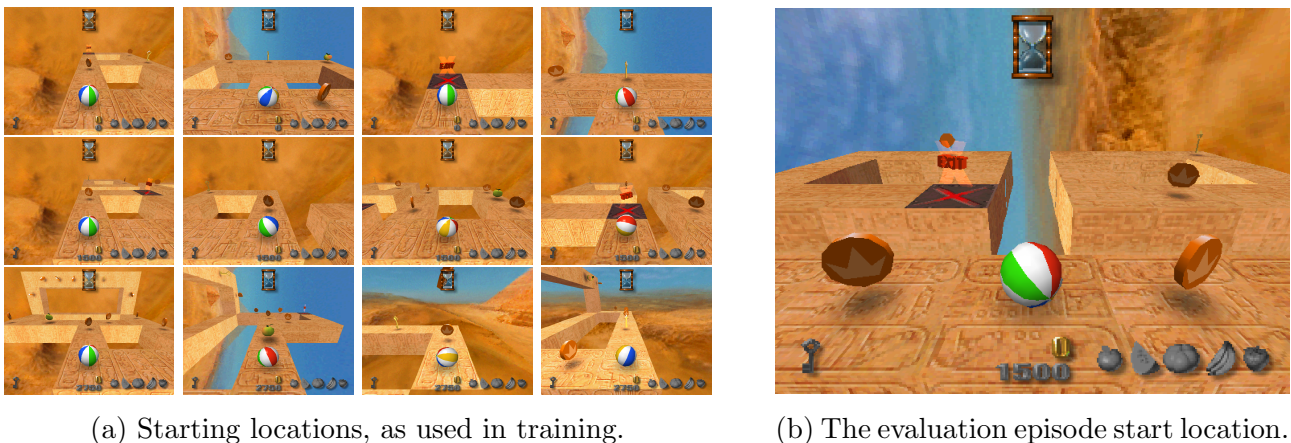 1500
(a) Starting locations, as used in training.
(b) The evaluation episode start location.